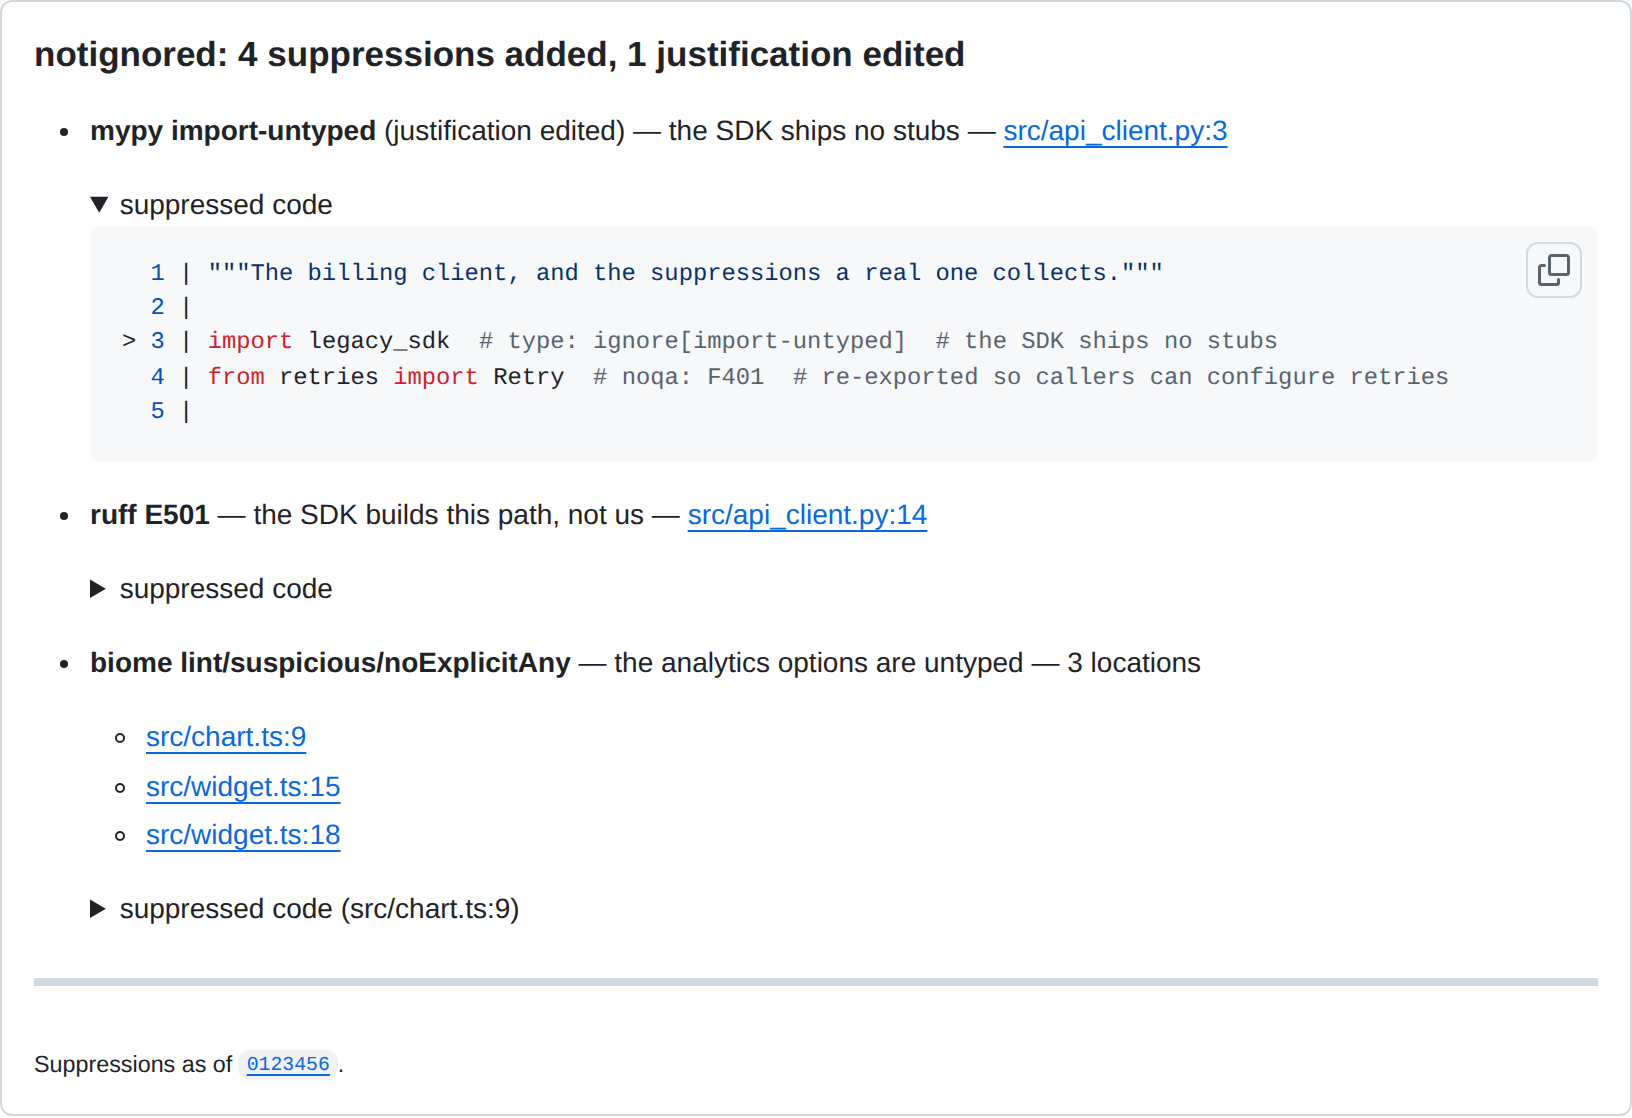 notignored: 4 suppressions added, 1 justification edited
mypy import-untyped (justification edited) — the SDK ships no stubs — src/api_client.py:3
suppressed code
1 | """The billing client, and the suppressions a real one collects."""
2 |
> 3 | import legacy_sdk  # type: ignore[import-untyped]  # the SDK ships no stubs
4 | from retries import Retry  # noqa: F401  # re-exported so callers can configure retries
5 |
ruff E501 — the SDK builds this path, not us — src/api_client.py:14
suppressed code
biome lint/suspicious/noExplicitAny — the analytics options are untyped — 3 locations
src/chart.ts:9
src/widget.ts:15
src/widget.ts:18
suppressed code (src/chart.ts:9)
Suppressions as of 0123456.